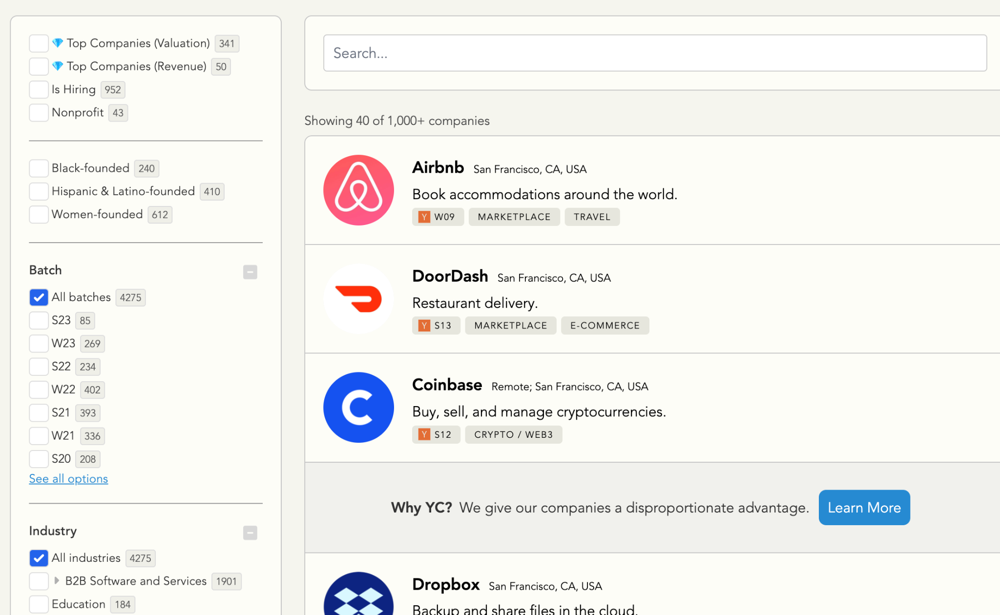 Top Companies (Valuation) 341
Top Companies (Revenue) 50
Is Hiring 952
Nonprofit 43
Black-founded 240
Hispanic & Latino-founded 410
Women-founded 612
Batch
All batches 4275
S23 85
W23 269
S22 234
W22 402
S21 393
W21 336
S20 208
See all options
Industry
All industries 4275
B2B Software and Services 1901
Education 184
Search...
Showing 40 of 1,000+ companies
Airbnb San Francisco, CA, USA
Book accommodations around the world.
Y W09 MARKETPLACE TRAVEL
DoorDash San Francisco, CA, USA
Restaurant delivery.
Y S13 MARKETPLACE E-COMMERCE
C
Coinbase Remote; San Francisco, CA, USA
Buy, sell, and manage cryptocurrencies.
Y S12 CRYPTO / WEB3
Why YC? We give our companies a disproportionate advantage. Learn More
Dropbox San Francisco, CA, USA
Backup and share files in the cloud.